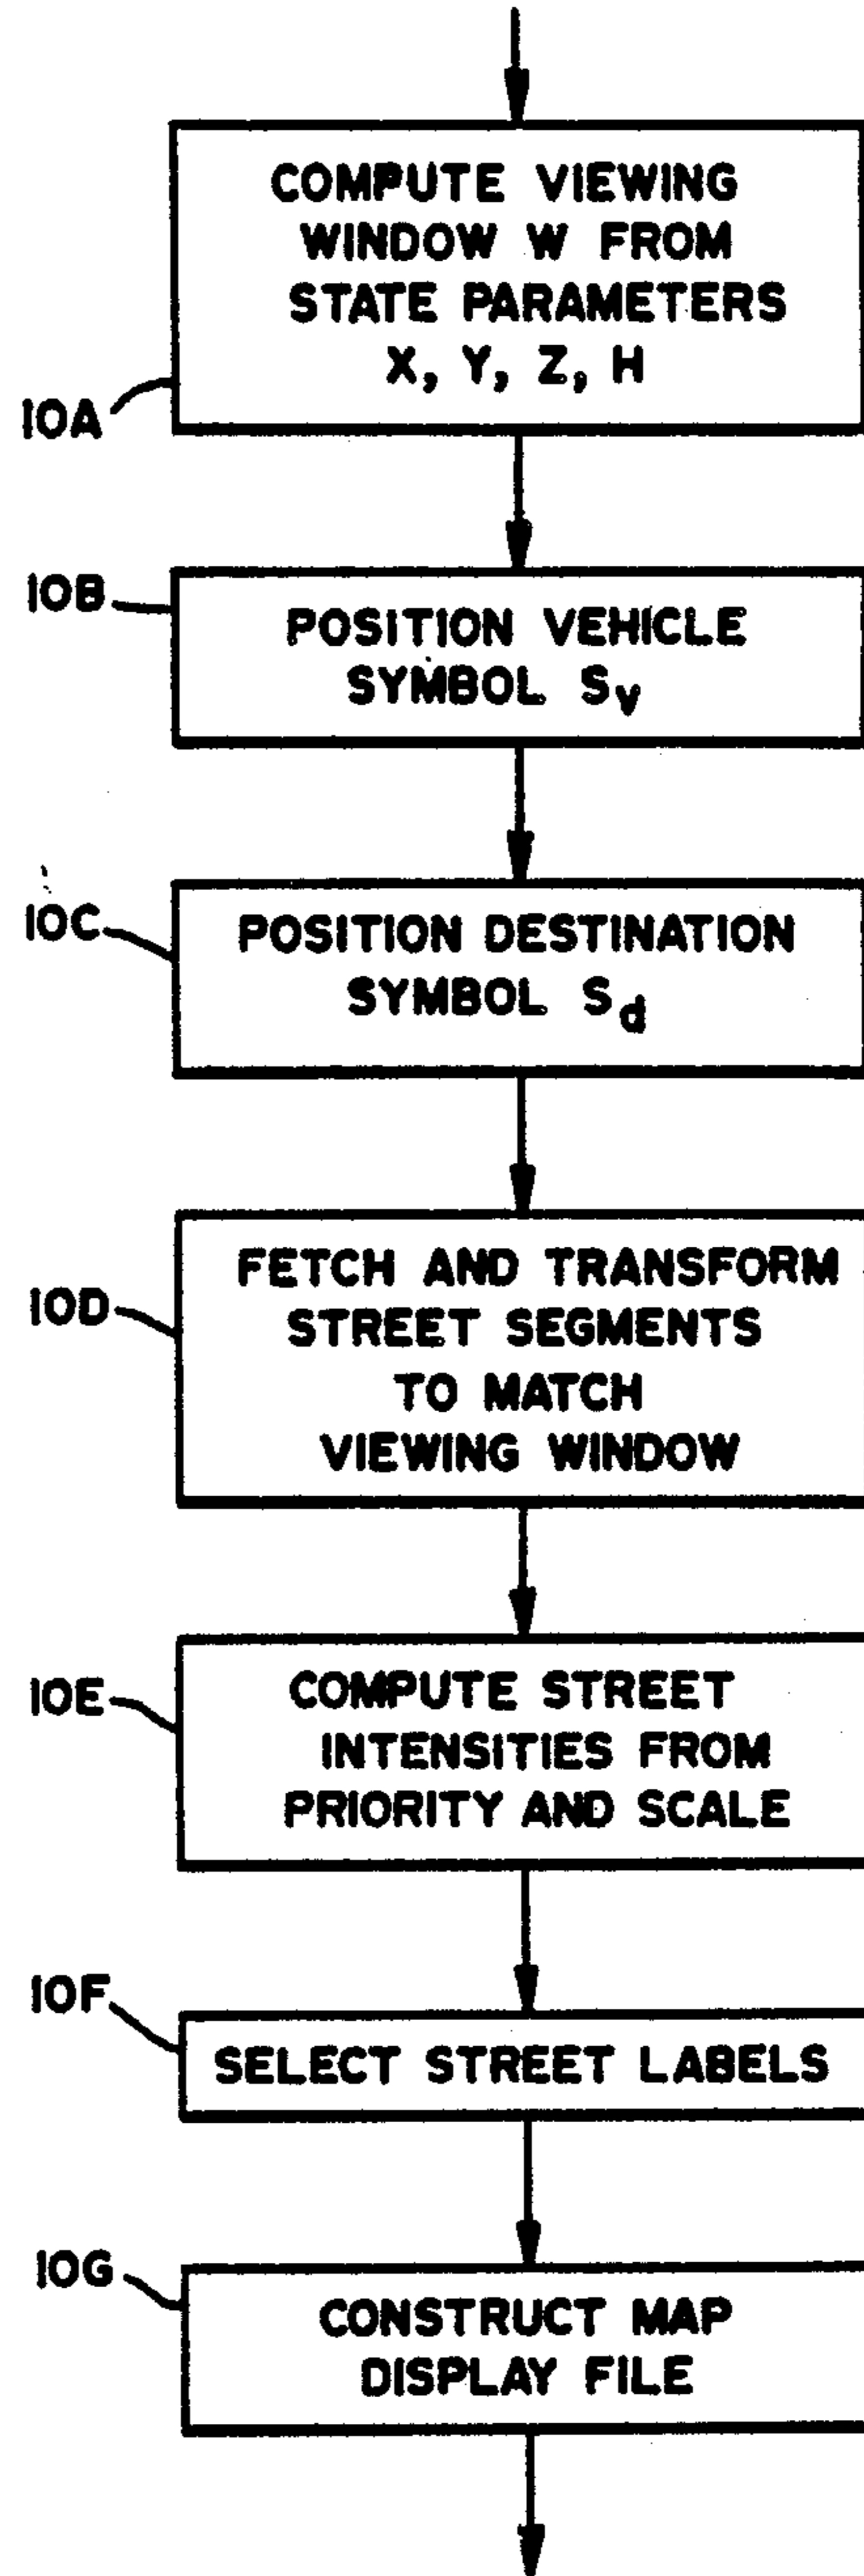 COMPUTE VIEWING
WINDOW W FROM
STATE PARAMETERS
X, Y, Z, H
10A
10B
POSITION VEHICLE
SYMBOL Sv
10C
POSITION DESTINATION
SYMBOL Sd
10D
FETCH AND TRANSFORM
STREET SEGMENTS
TO MATCH
VIEWING WINDOW
10E
COMPUTE STREET
INTENSITIES FROM
PRIORITY AND SCALE
10F
SELECT STREET LABELS
10G
CONSTRUCT MAP
DISPLAY FILE